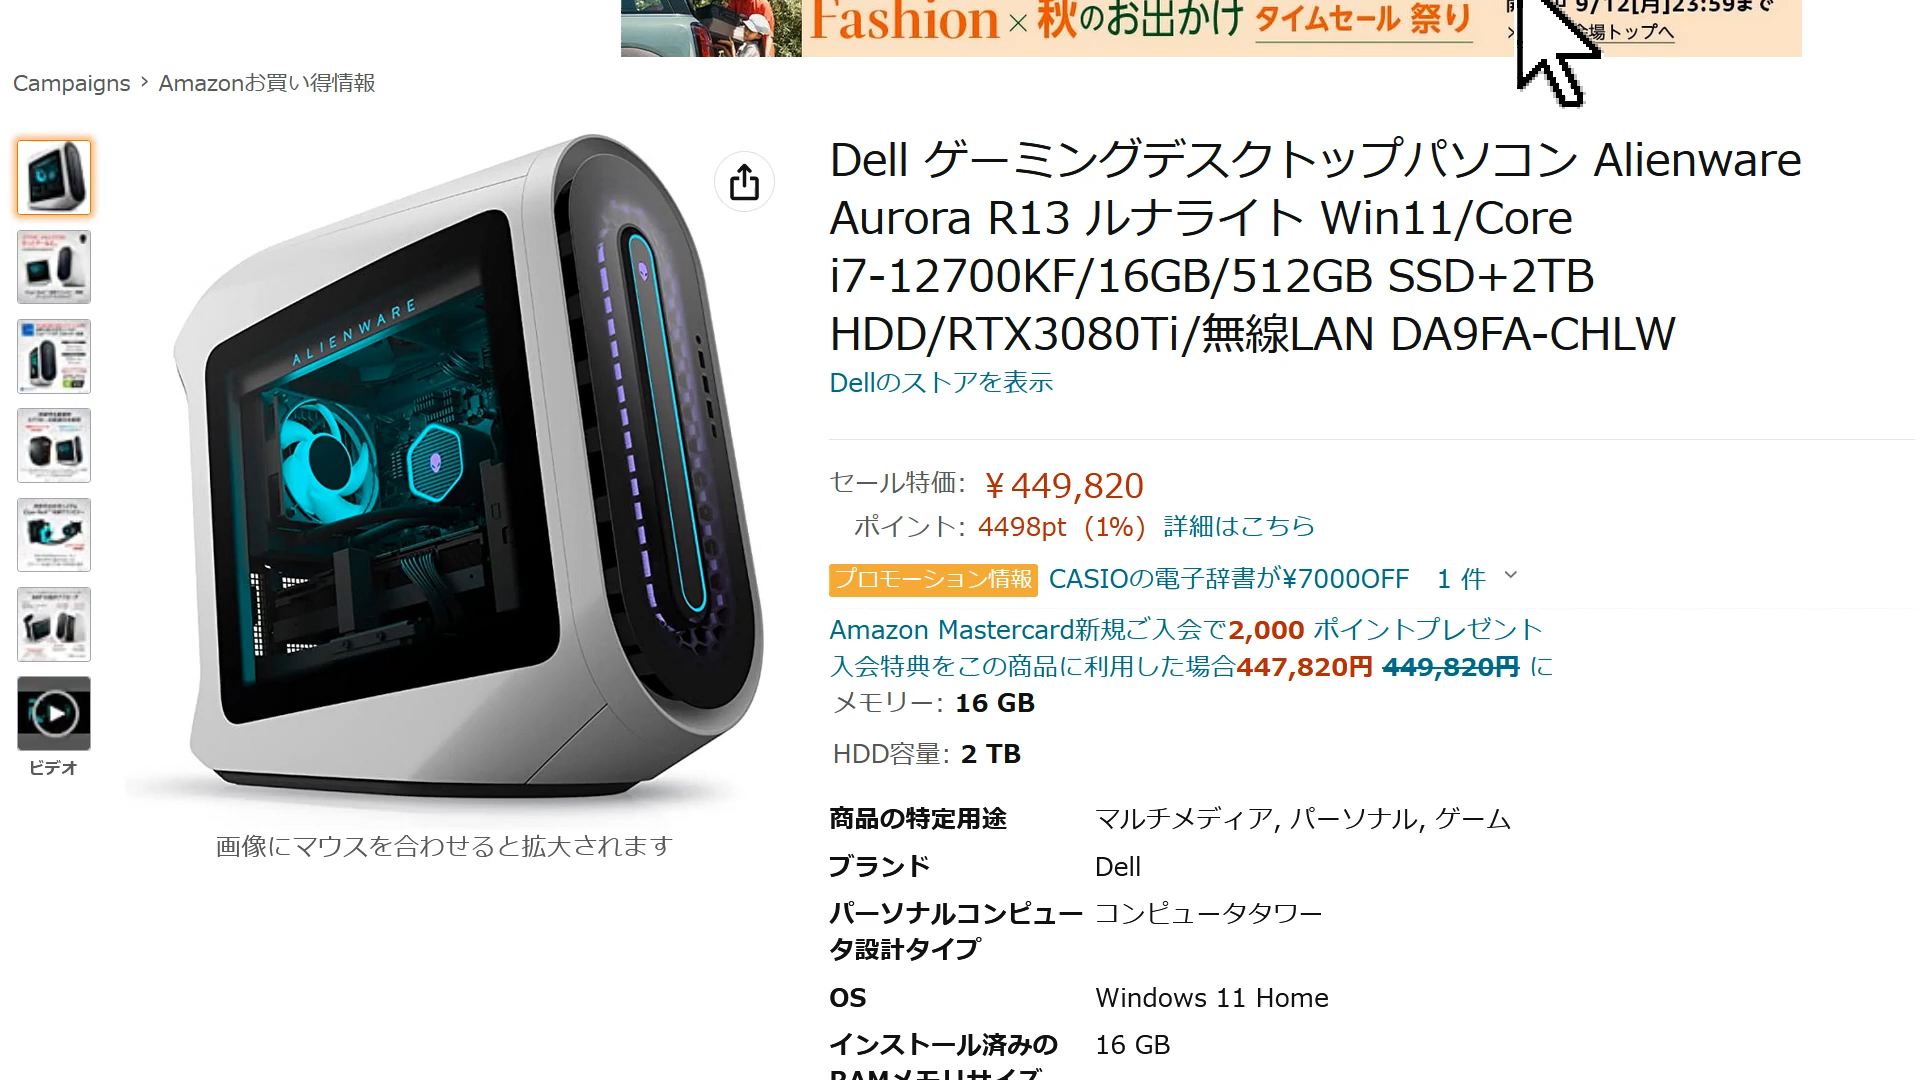 Fashion × 秋のお出かけ タイムセール 祭り
9/12[月]23:59まで
会場トップへ
Campaigns › Amazonお買い得情報
ALIENWARE
Dell ゲーミングデスクトップパソコン Alienware
Aurora R13 ルナライト Win11/Core
i7-12700KF/16GB/512GB SSD+2TB
HDD/RTX3080Ti/無線LAN DA9FA-CHLW
Dellのストアを表示
セール特価: ￥449,820
ポイント: 4498pt (1%) 詳細はこちら
プロモーション情報 CASIOの電子辞書が¥7000OFF 1 件
Amazon Mastercard新規ご入会で2,000 ポイントプレゼント
入会特典をこの商品に利用した場合447,820円 449,820円 に
メモリー: 16 GB
HDD容量: 2 TB
ビデオ
画像にマウスを合わせると拡大されます
商品の特定用途 マルチメディア, パーソナル, ゲーム
ブランド Dell
パーソナルコンピュー コンピュータタワー
タ設計タイプ
OS Windows 11 Home
インストール済みの 16 GB
RAMメモリサイズ